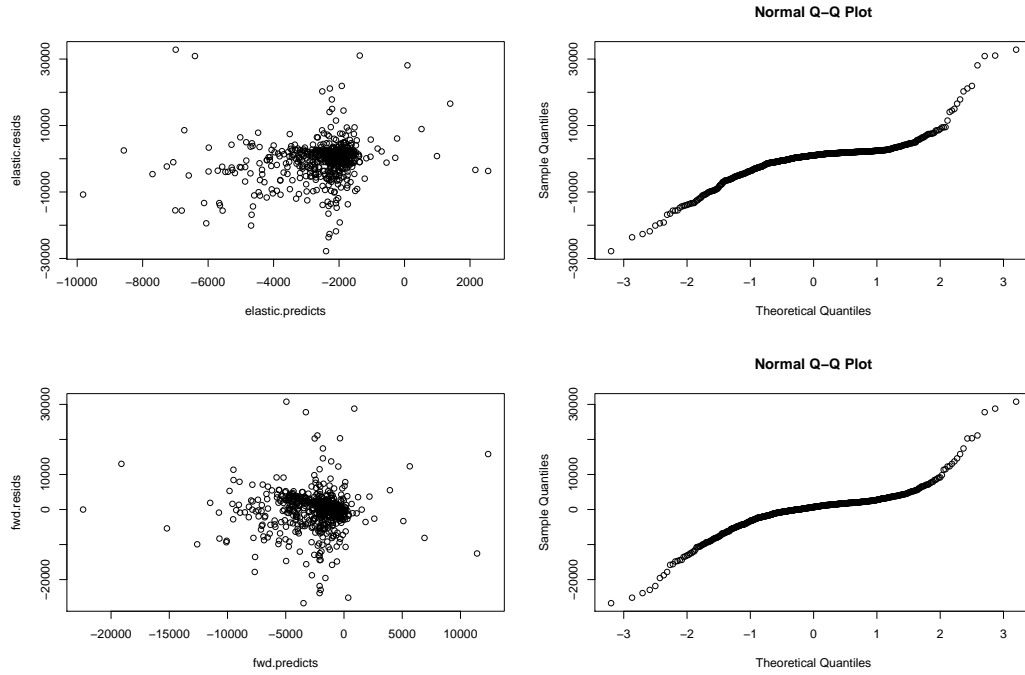 Normal Q−Q Plot
30000
10000
−10000
−30000
elastic.resids
−10000 −8000 −6000 −4000 −2000 0 2000
elastic.predicts
30000
10000
−10000
−30000
Sample Quantiles
−3 −2 −1 0 1 2 3
Theoretical Quantiles
Normal Q−Q Plot
30000
10000
0
−20000
fwd.resids
−20000 −15000 −10000 −5000 0 5000 10000
fwd.predicts
30000
10000
0
−20000
Sample Quantiles
−3 −2 −1 0 1 2 3
Theoretical Quantiles